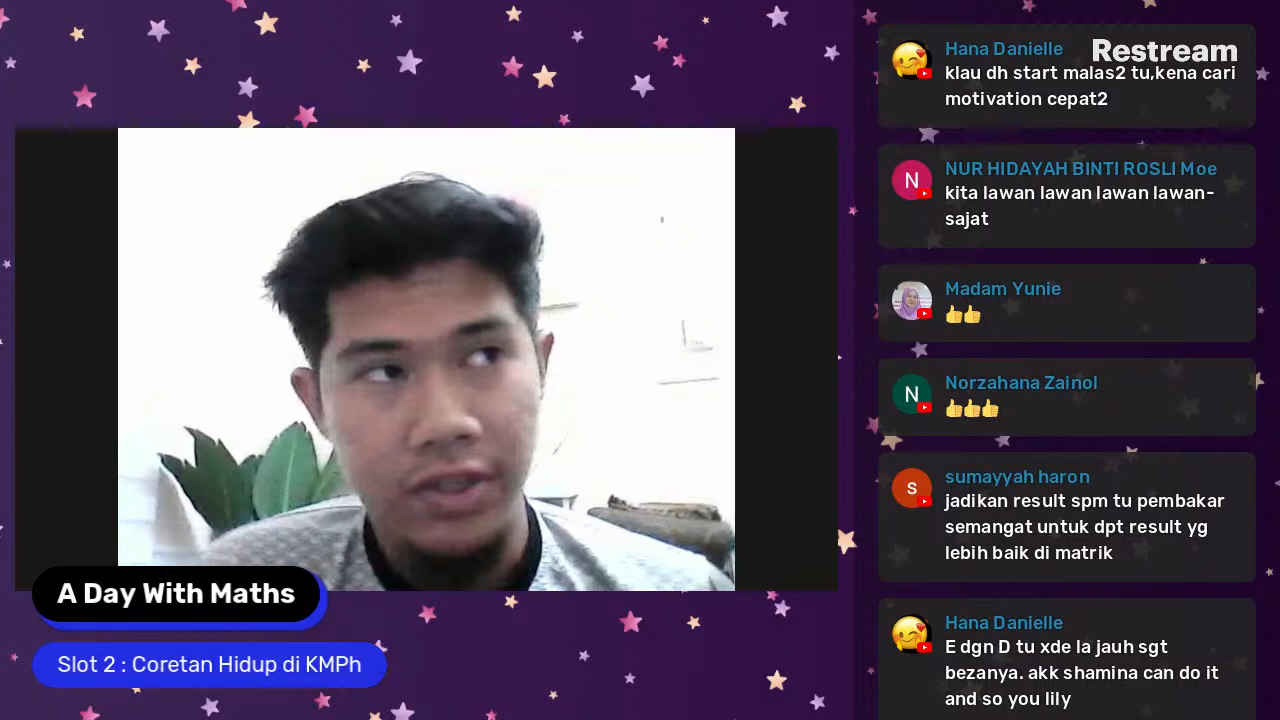 Restream
Hana Danielle
klau dh start malas2 tu,kena cari
motivation cepat2
N
NUR HIDAYAH BINTI ROSLI Moe
kita lawan lawan lawan lawan-
sajat
Madam Yunie
👍👍
N
Norzahana Zainol
👍👍👍
s
sumayyah haron
jadikan result spm tu pembakar
semangat untuk dpt result yg
lebih baik di matrik
Hana Danielle
E dgn D tu xde la jauh sgt
bezanya. akk shamina can do it
and so you lily
A Day With Maths
Slot 2 : Coretan Hidup di KMPh